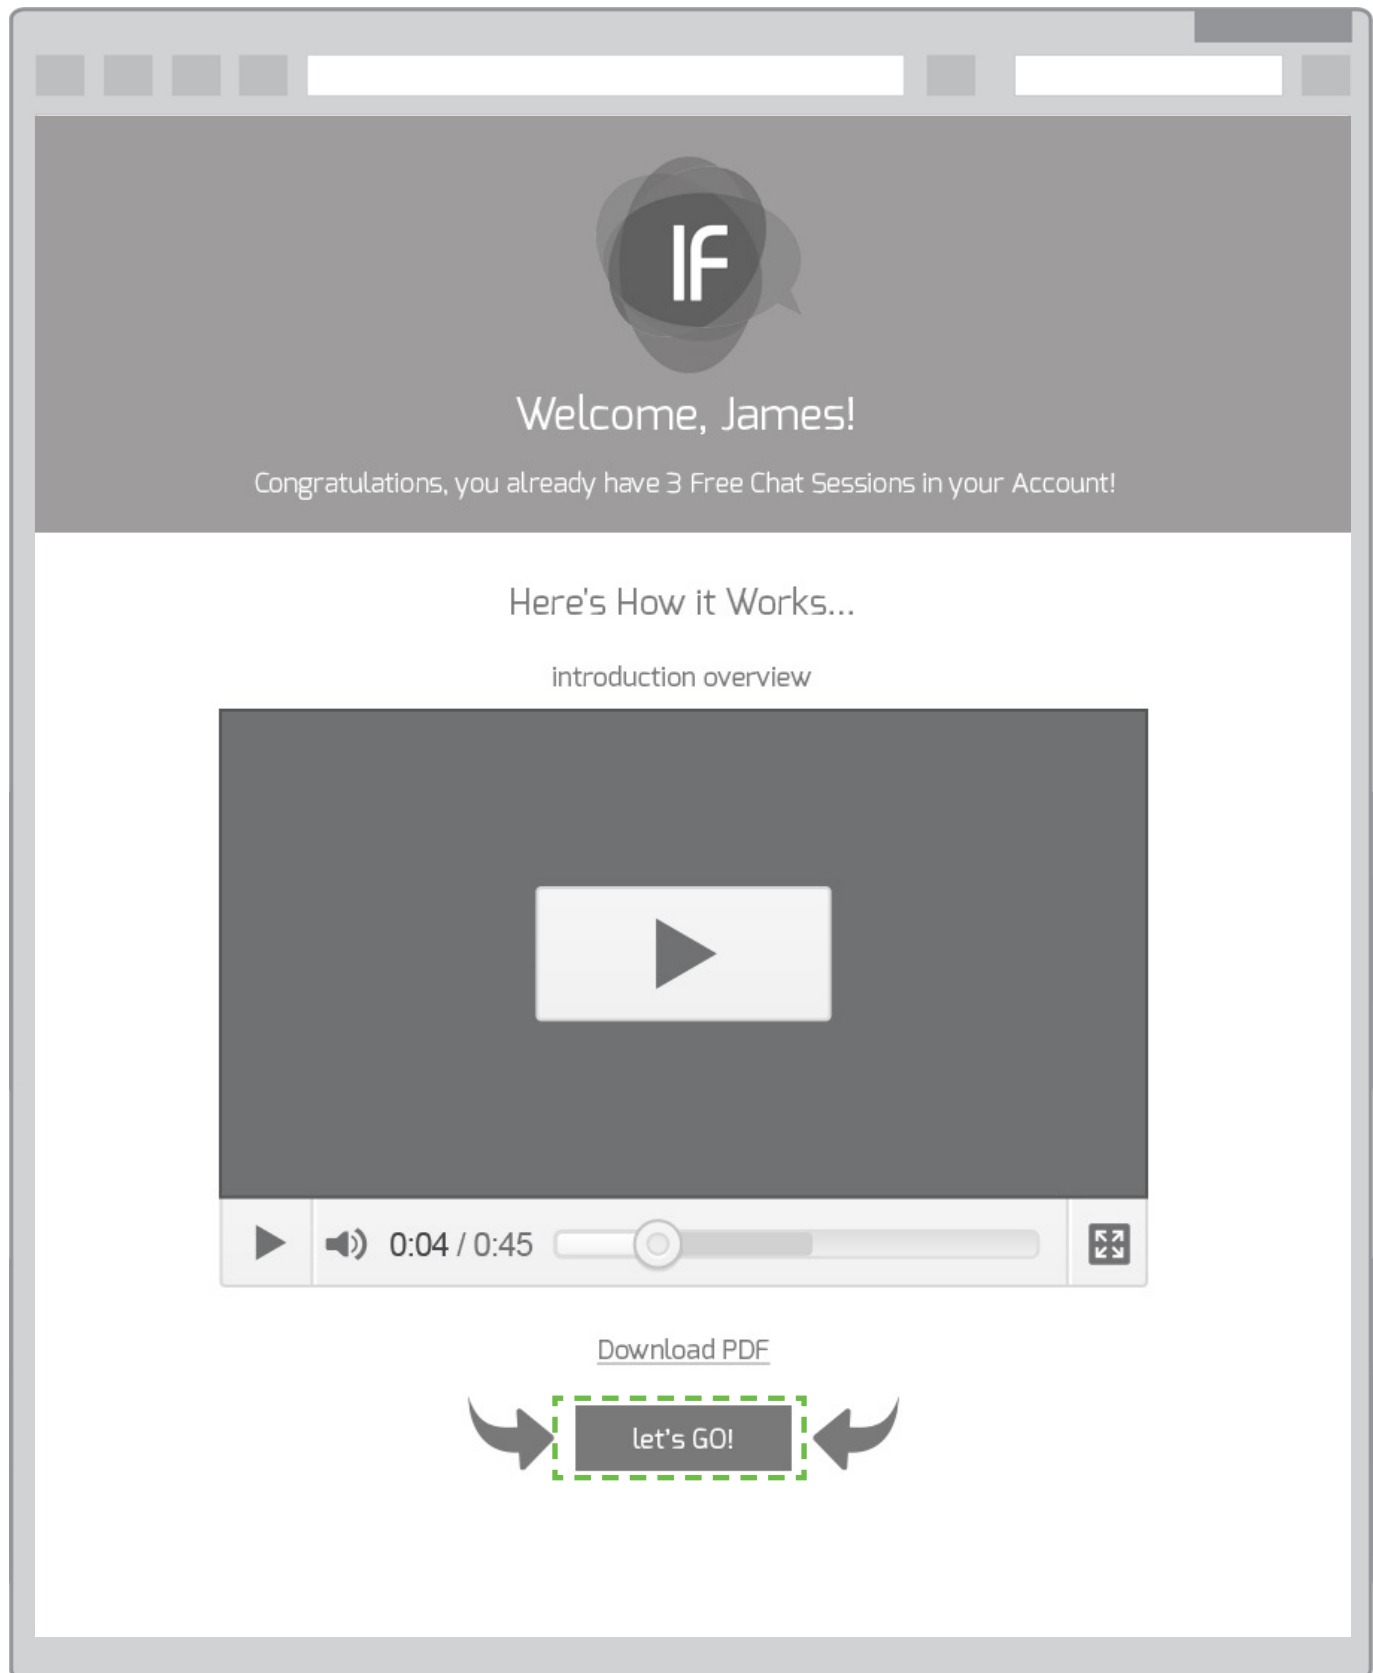 IF
Welcome, James!
Congratulations, you already have 3 Free Chat Sessions in your Account!
Here's How it Works...
introduction overview
0:04 / 0:45
Download PDF
let's GO!